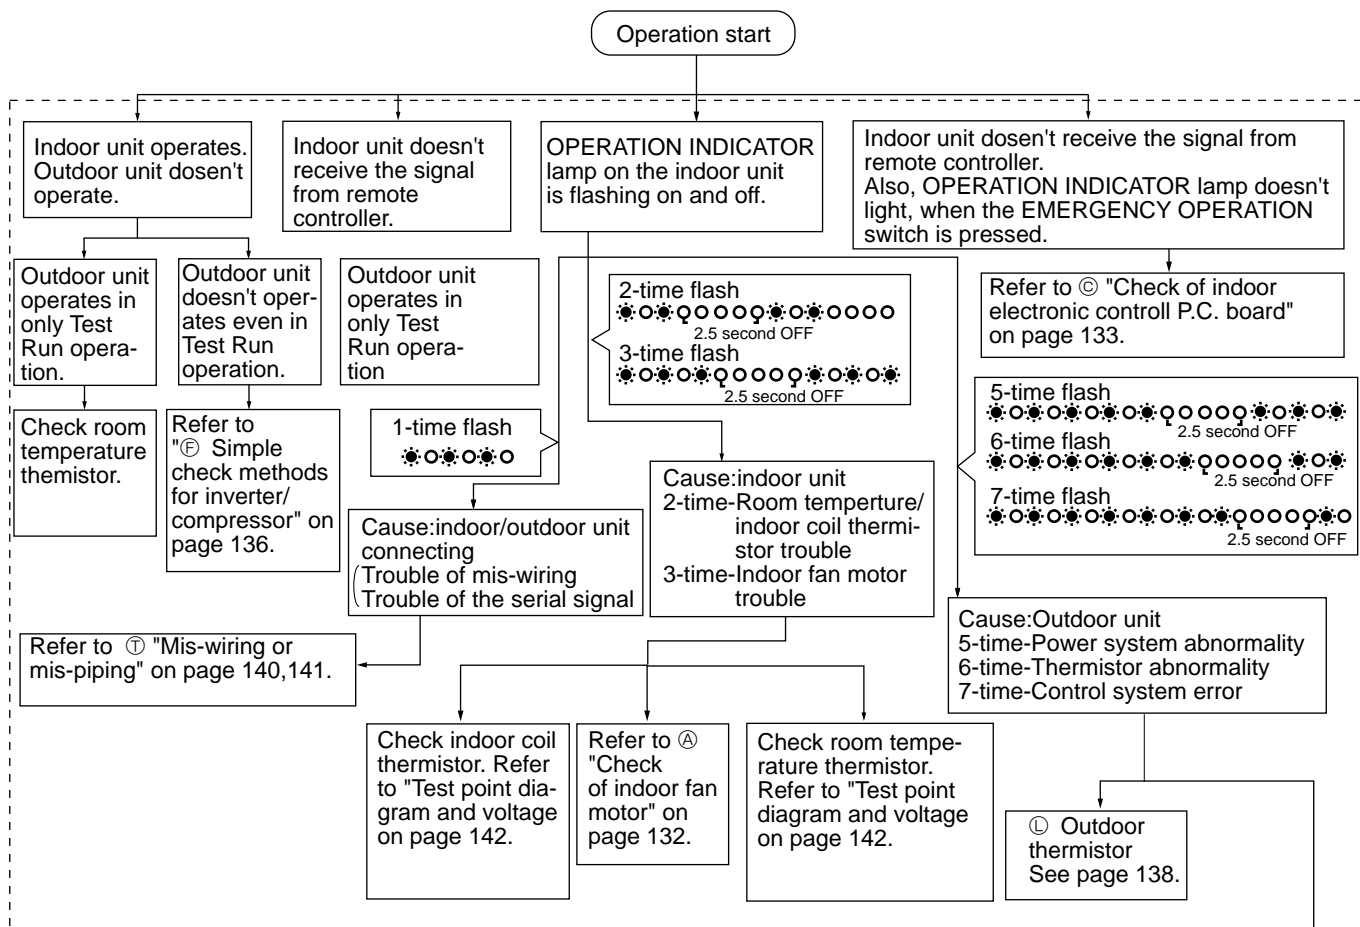 Operation start
Indoor unit operates.
Outdoor unit dosen't
operate.
Indoor unit doesn't
receive the signal
from remote
controller.
OPERATION INDICATOR
lamp on the indoor unit
is flashing on and off.
Indoor unit dosen't receive the signal from
remote controller.
Also, OPERATION INDICATOR lamp doesn't
light, when the EMERGENCY OPERATION
switch is pressed.
Outdoor unit
operates in
only Test
Run opera-
tion.
Outdoor unit
doesn't oper-
ates even in
Test Run
operation.
Outdoor unit
operates in
only Test
Run opera-
tion
2-time flash
2.5 second OFF
3-time flash
2.5 second OFF
Refer to Ⓒ "Check of indoor
electronic controll P.C. board"
on page 133.
5-time flash
2.5 second OFF
6-time flash
2.5 second OFF
7-time flash
2.5 second OFF
1-time flash
Check room
temperature
themistor.
Refer to
"Ⓕ Simple
check methods
for inverter/
compressor" on
page 136.
Cause:indoor/outdoor unit
connecting
(Trouble of mis-wiring
Trouble of the serial signal
Cause:indoor unit
2-time-Room temperture/
indoor coil thermi-
stor trouble
3-time-Indoor fan motor
trouble
Cause:Outdoor unit
5-time-Power system abnormality
6-time-Thermistor abnormality
7-time-Control system error
Refer to Ⓣ "Mis-wiring or
mis-piping" on page 140,141.
Check indoor coil
thermistor. Refer
to "Test point dia-
gram and voltage
on page 142.
Refer to Ⓐ
"Check
of indoor fan
motor" on
page 132.
Check room tempe-
rature thermistor.
Refer to "Test point
diagram and voltage
on page 142.
Ⓛ Outdoor
thermistor
See page 138.